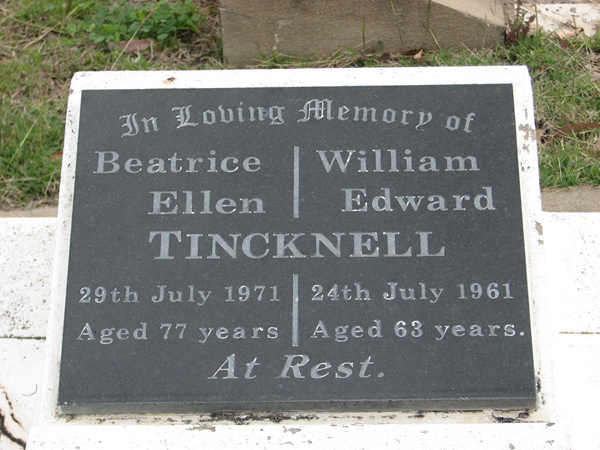 In Loving Memory of
Beatrice William
Ellen Edward
TINCKNELL
29th July 1971 24th July 1961
Aged 77 years Aged 63 years.
At Rest.